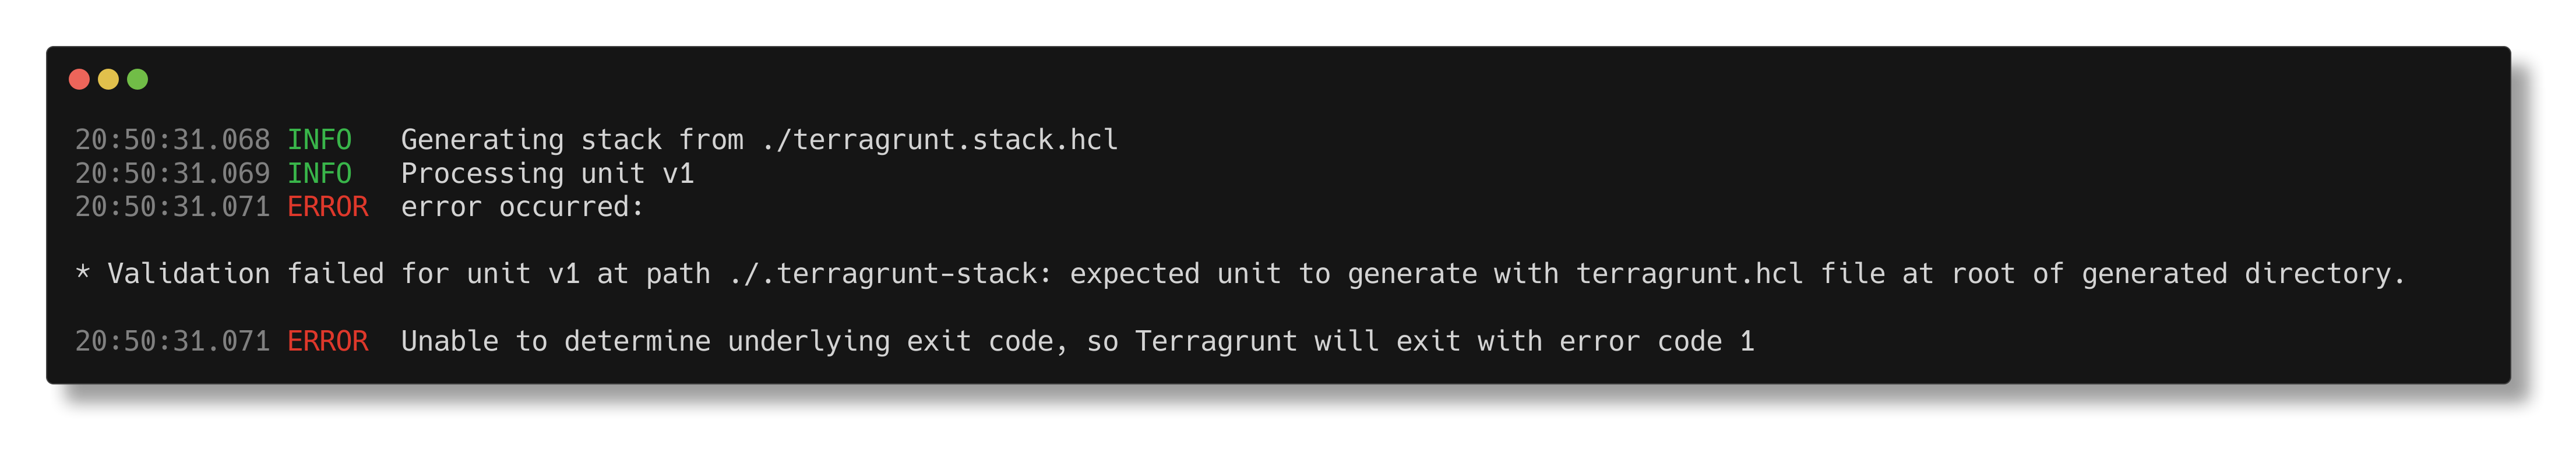 20:50:31.068 INFO   Generating stack from ./terragrunt.stack.hcl
20:50:31.069 INFO   Processing unit v1
20:50:31.071 ERROR  error occurred:
* Validation failed for unit v1 at path ./.terragrunt-stack: expected unit to generate with terragrunt.hcl file at root of generated directory.
20:50:31.071 ERROR  Unable to determine underlying exit code, so Terragrunt will exit with error code 1